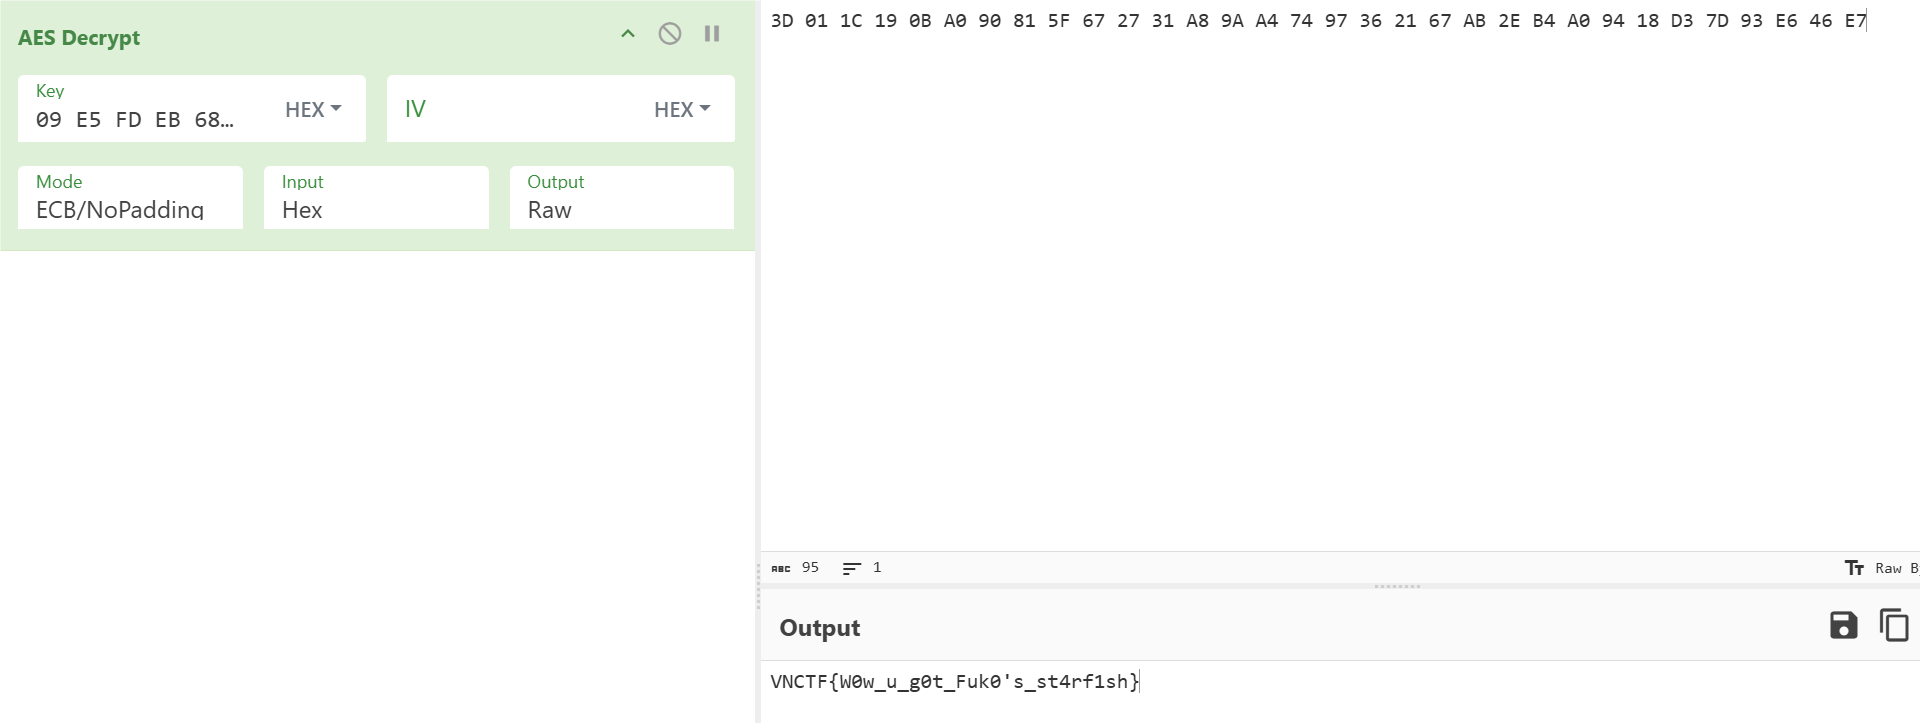 AES Decrypt
3D 01 1C 19 0B A0 90 81 5F 67 27 31 A8 9A A4 74 97 36 21 67 AB 2E B4 A0 94 18 D3 7D 93 E6 46 E7
Key
09 E5 FD EB 68…
HEX
IV
HEX
Mode
ECB/NoPadding
Input
Hex
Output
Raw
ABC 95
1
Tт Raw B
Output
VNCTF{W0w_u_g0t_Fuk0's_st4rf1sh}